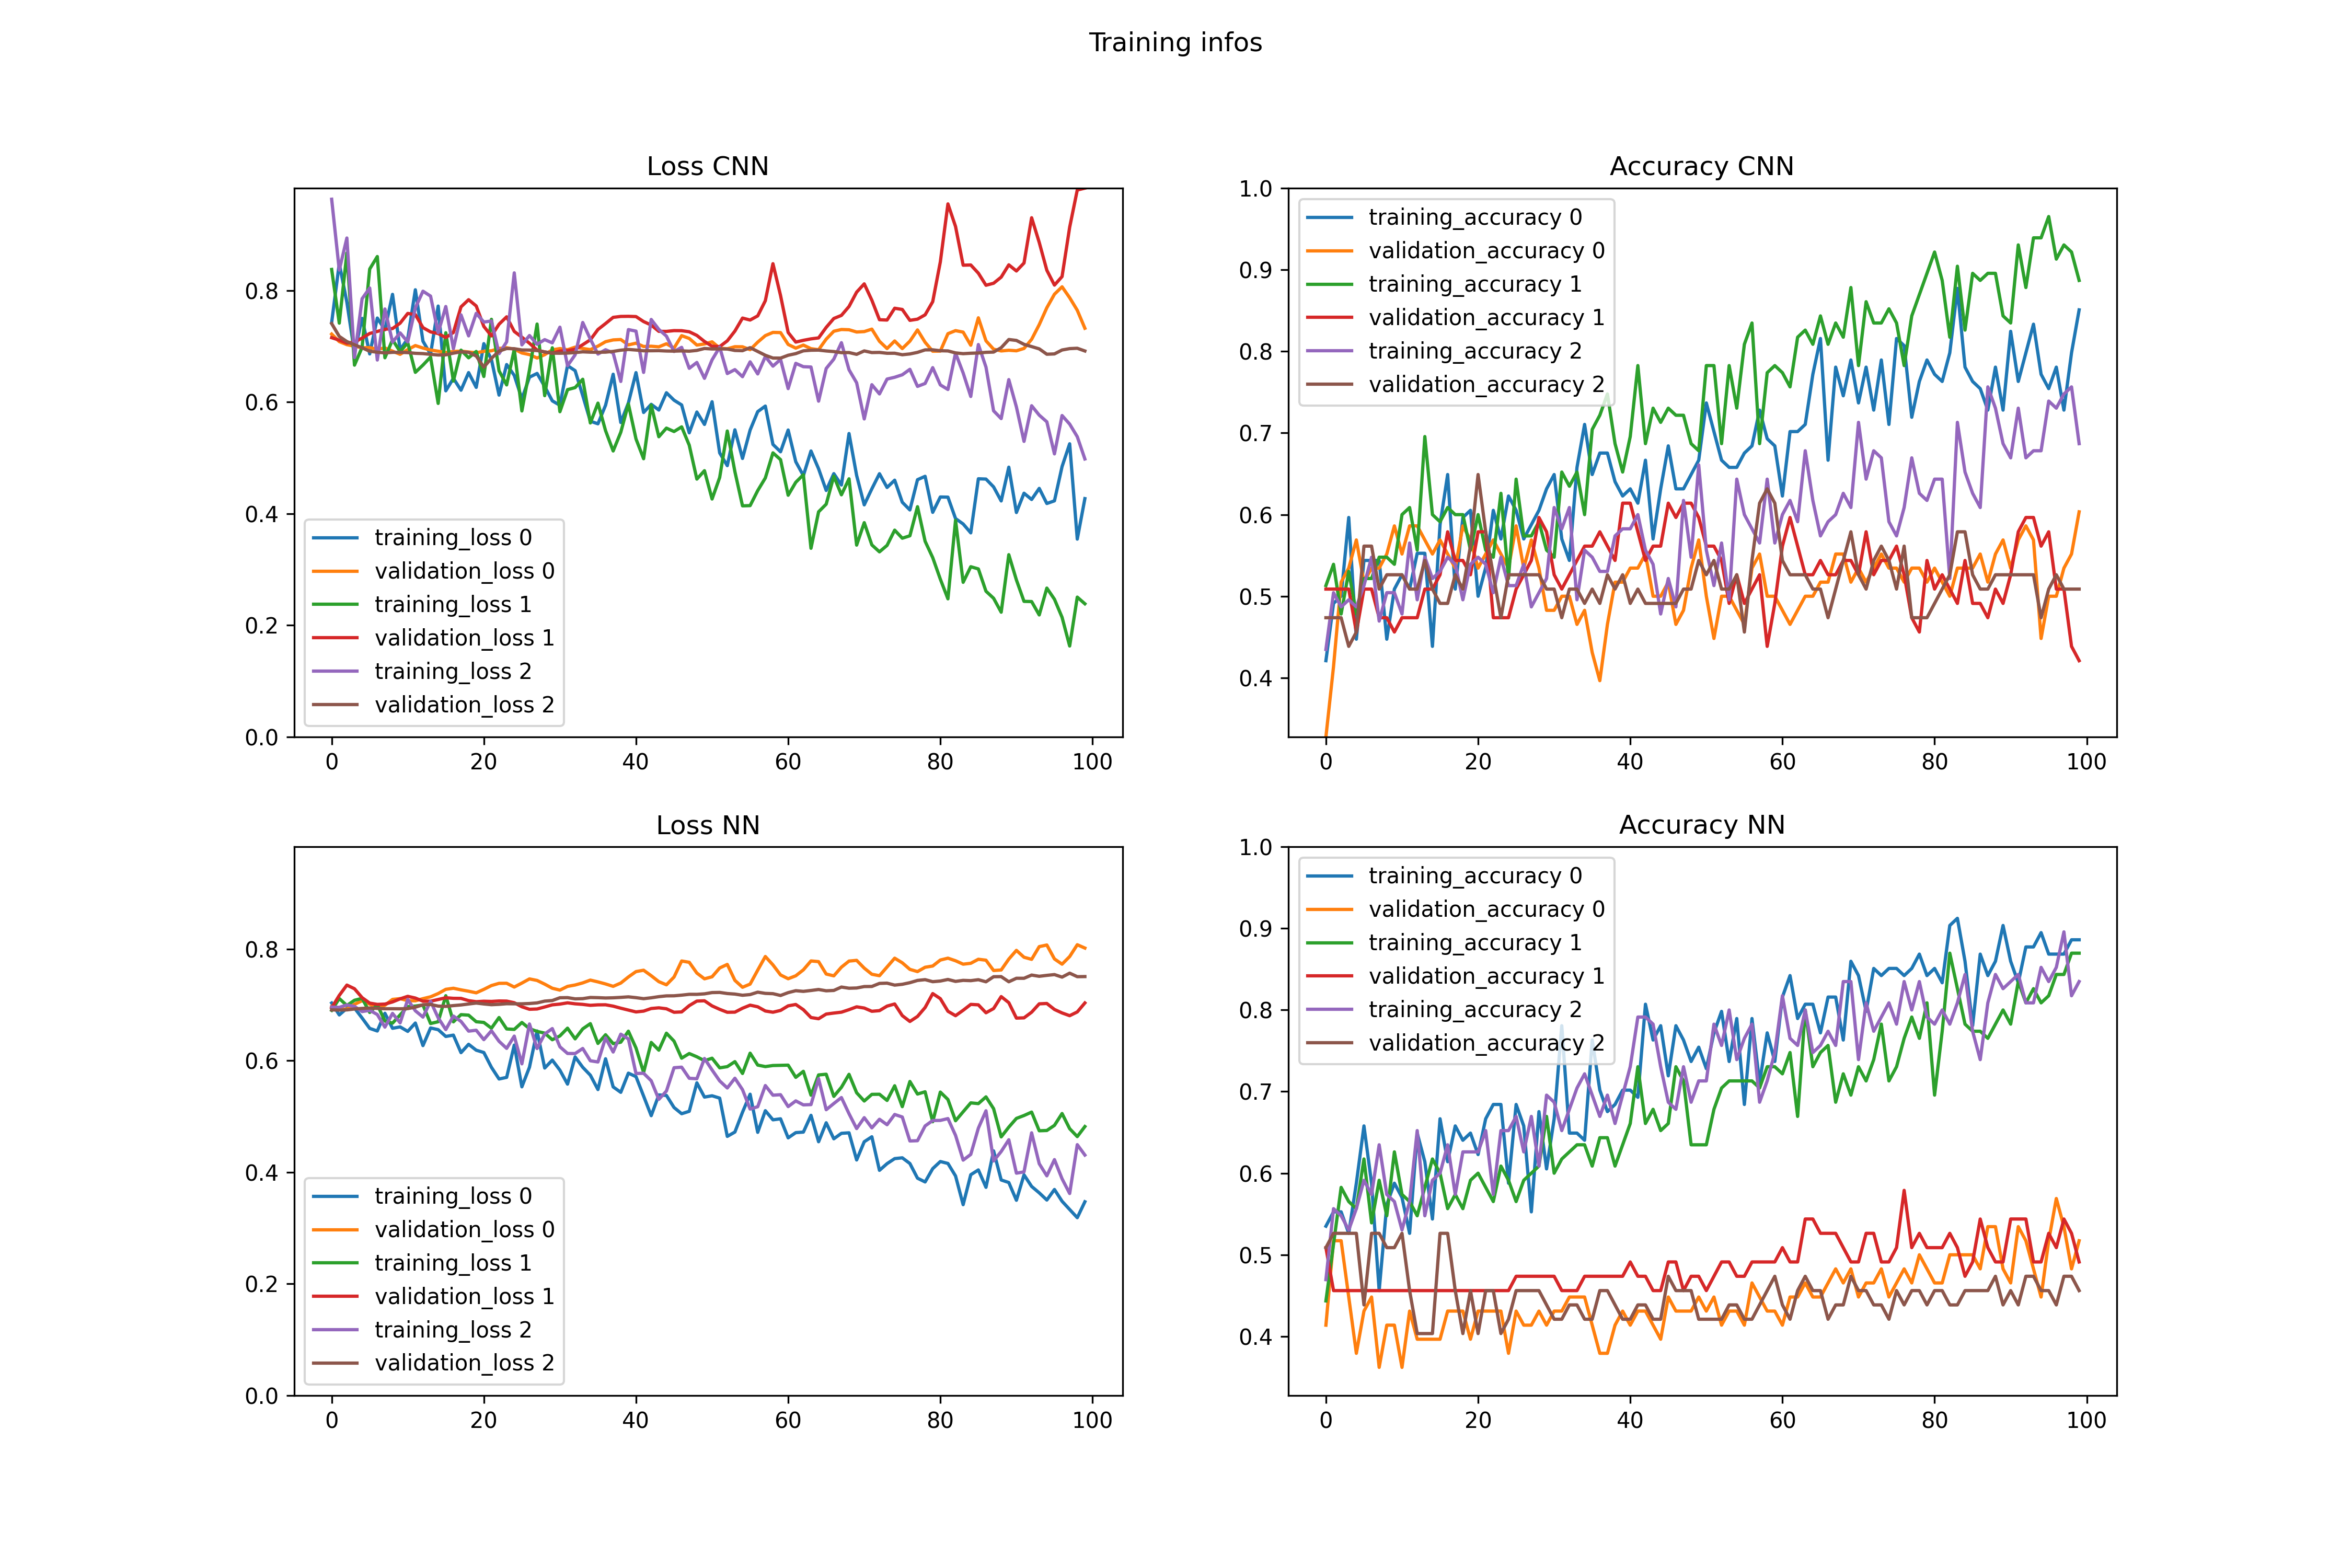 Training infos
Loss CNN
0.8
0.6
0.4
0.2
0.0
training_loss 0
validation_loss 0
training_loss 1
validation_loss 1
training_loss 2
validation_loss 2
0 20 40 60 80 100
Accuracy CNN
1.0
0.9
0.8
0.7
0.6
0.5
0.4
training_accuracy 0
validation_accuracy 0
training_accuracy 1
validation_accuracy 1
training_accuracy 2
validation_accuracy 2
0 20 40 60 80 100
Loss NN
0.8
0.6
0.4
0.2
0.0
training_loss 0
validation_loss 0
training_loss 1
validation_loss 1
training_loss 2
validation_loss 2
0 20 40 60 80 100
Accuracy NN
1.0
0.9
0.8
0.7
0.6
0.5
0.4
training_accuracy 0
validation_accuracy 0
training_accuracy 1
validation_accuracy 1
training_accuracy 2
validation_accuracy 2
0 20 40 60 80 100